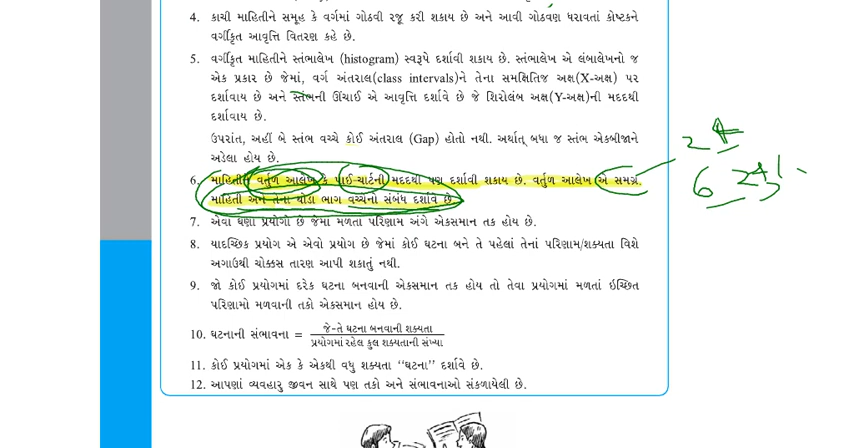 4. કાચી માહિતીને સમૂહ કે વર્ગમાં ગોઠવી રજૂ કરી શકાય છે અને આવી ગોઠવણ ધરાવતાં કોષ્ટકને
વર્ગીકૃત આવૃત્તિ વિતરણ કહે છે.
5. વર્ગીકૃત માહિતીને સ્તંભાલેખ (histogram) સ્વરૂપે દર્શાવી શકાય છે. સ્તંભાલેખ એ લંબાલેખનો જ
એક પ્રકાર છે જેમાં, વર્ગ અંતરાલ(class intervals)ને તેના સમક્ષિતિજ અક્ષ(X-અક્ષ) પર
દર્શાવાય છે અને સ્તંભની ઊંચાઈ એ આવૃત્તિ દર્શાવે છે જે શિરોલંબ અક્ષ(Y-અક્ષ)ની મદદથી
દર્શાવાય છે.
ઉપરાંત, અહીં બે સ્તંભ વચ્ચે કોઈ અંતરાલ (Gap) હોતો નથી. અર્થાત્ બધા જ સ્તંભ એકબીજાને
અડેલા હોય છે.
6. માહિતીને વર્તુળ આલેખ કે પાઈ-ચાર્ટની મદદથી પણ દર્શાવી શકાય છે. વર્તુળ આલેખ એ સમગ્ર
માહિતી અને તેના થોડા ભાગ વચ્ચેનો સંબંધ દર્શાવે છે.
7. એવા ઘણા પ્રયોગો છે જેમાં મળતા પરિણામ અંગે એકસમાન તક હોય છે.
8. યાદચ્છિક પ્રયોગ એ એવો પ્રયોગ છે જેમાં કોઈ ઘટના બને તે પહેલાં તેનાં પરિણામ/શક્યતા વિશે
અગાઉથી ચોક્કસ તારણ આપી શકાતું નથી.
9. જો કોઈ પ્રયોગમાં દરેક ઘટના બનવાની એકસમાન તક હોય તો તેવા પ્રયોગમાં મળતાં ઇચ્છિત
પરિણામો મળવાની તકો એકસમાન હોય છે.
10. ઘટનાની સંભાવના = જે-તે ઘટના બનવાની શક્યતા
પ્રયોગમાં રહેલ કુલ શક્યતાની સંખ્યા
11. કોઈ પ્રયોગમાં એક કે એકથી વધુ શક્યતા “ઘટના” દર્શાવે છે.
12. આપણાં વ્યવહારુ જીવન સાથે પણ તકો અને સંભાવનાઓ સંકળાયેલી છે.